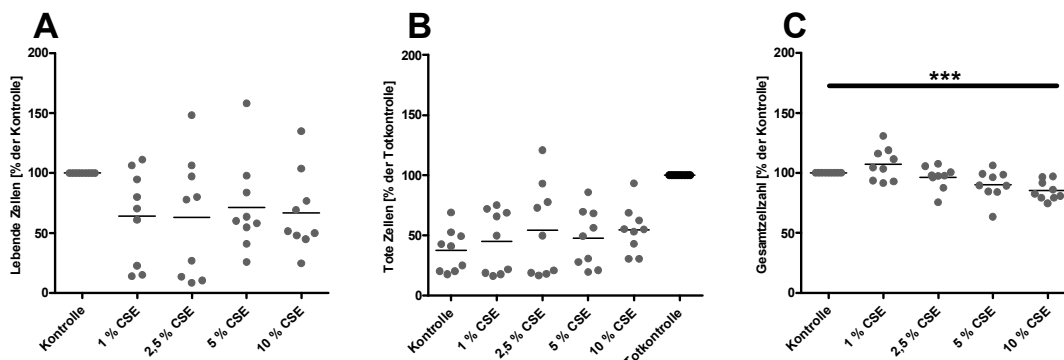 A
Lebende Zellen [% der Kontrolle]
200
150
100
50
0
Kontrolle
1 % CSE
2,5 % CSE
5 % CSE
10 % CSE
B
Tote Zellen [% der Totkontrolle]
200
150
100
50
0
Kontrolle
1 % CSE
2,5 % CSE
5 % CSE
10 % CSE
Totkontrolle
C
Gesamtzellzahl [% der Kontrolle]
200
150
100
50
0
***
Kontrolle
1 % CSE
2,5 % CSE
5 % CSE
10 % CSE